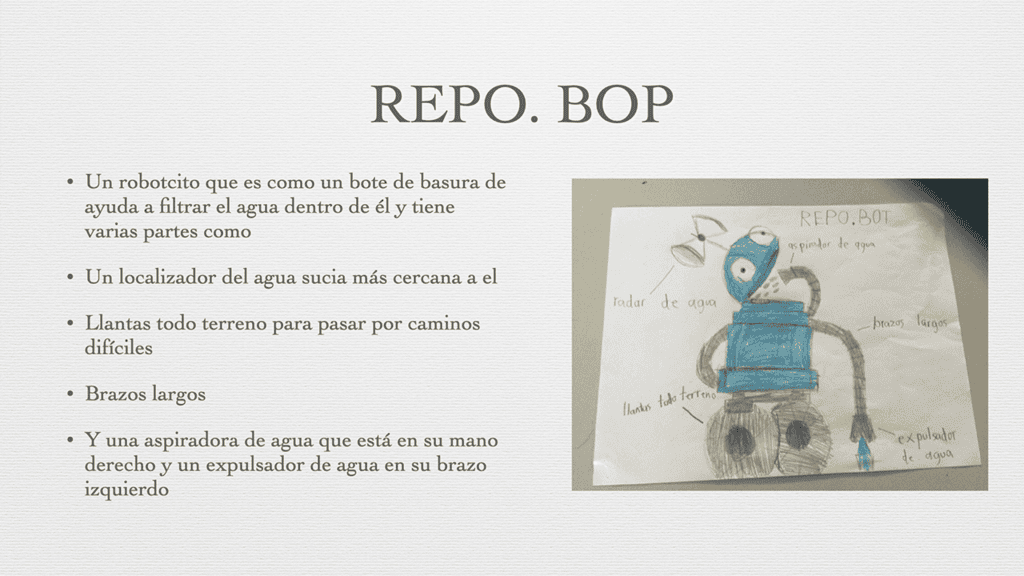 REPO. BOP
• Un robotcito que es como un bote de basura de
ayuda a filtrar el agua dentro de él y tiene
varias partes como
• Un localizador del agua sucia más cercana a el
• Llantas todo terreno para pasar por caminos
difíciles
• Brazos largos
• Y una aspiradora de agua que está en su mano
derecho y un expulsador de agua en su brazo
izquierdo
REPO.BOT
aspirador de agua
radar de agua
brazos largos
llantas todo terreno
expulsador
de agua